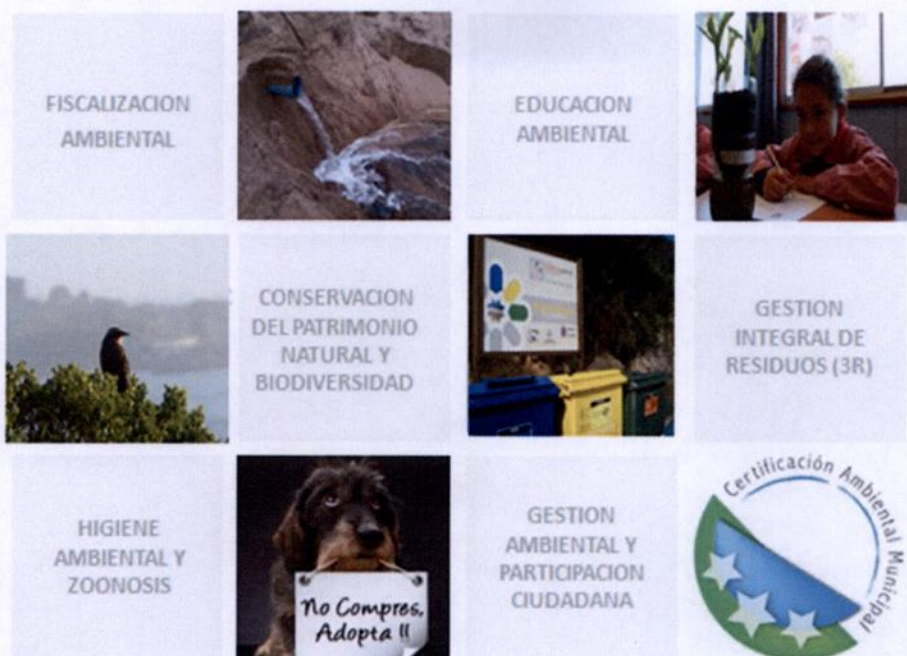 FISCALIZACION
AMBIENTAL
EDUCACION
AMBIENTAL
CONSERVACION
DEL PATRIMONIO
NATURAL Y
BIODIVERSIDAD
GESTION
INTEGRAL DE
RESIDUOS (3R)
HIGIENE
AMBIENTAL Y
ZOONOSIS
No Compres,
Adopta !!
GESTION
AMBIENTAL Y
PARTICIPACION
CIUDADANA
Certificación Ambiental Municipal